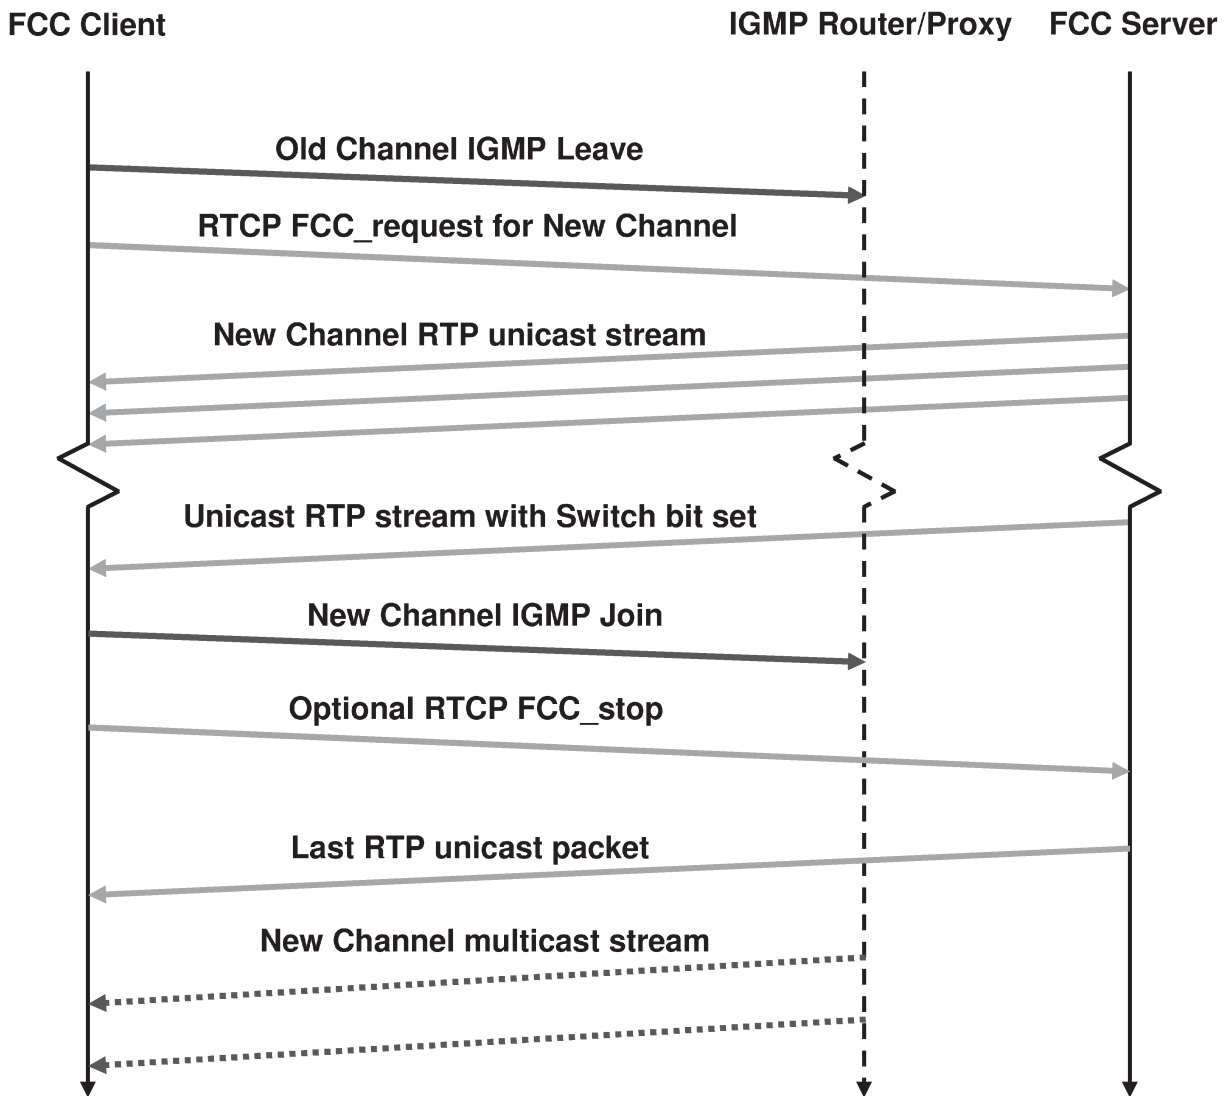 FCC Client
IGMP Router/Proxy
FCC Server
Old Channel IGMP Leave
RTCP FCC_request for New Channel
New Channel RTP unicast stream
Unicast RTP stream with Switch bit set
New Channel IGMP Join
Optional RTCP FCC_stop
Last RTP unicast packet
New Channel multicast stream